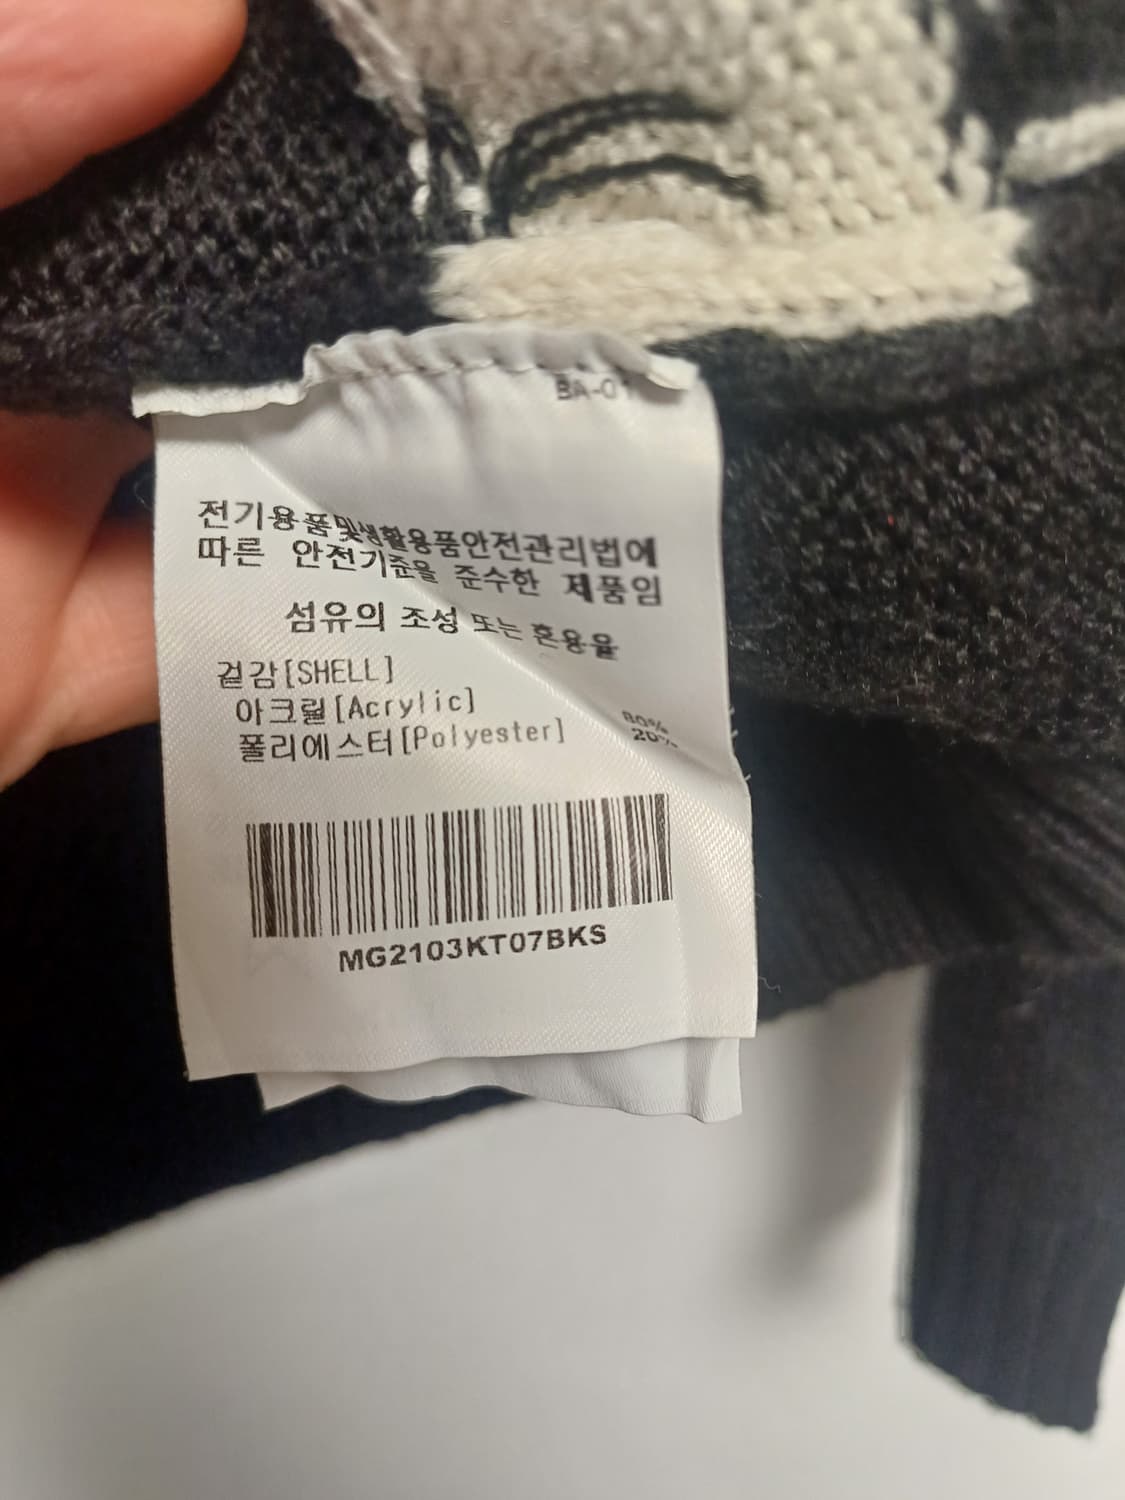 BA-01
전기용품및생활용품안전관리법에
따른 안전기준을 준수한 제품임
섬유의 조성 또는 혼용율
겉감[SHELL]
아크릴[Acrylic] 80%
폴리에스터[Polyester] 20%
MG2103KT07BKS